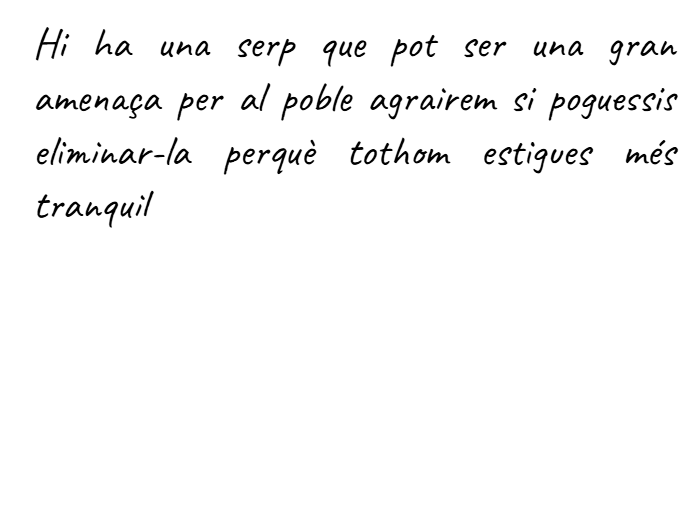 Hi ha una serp que pot ser una gran
amenaça per al poble agrairem si poguessis
eliminar-la perquè tothom estigues més
tranquil